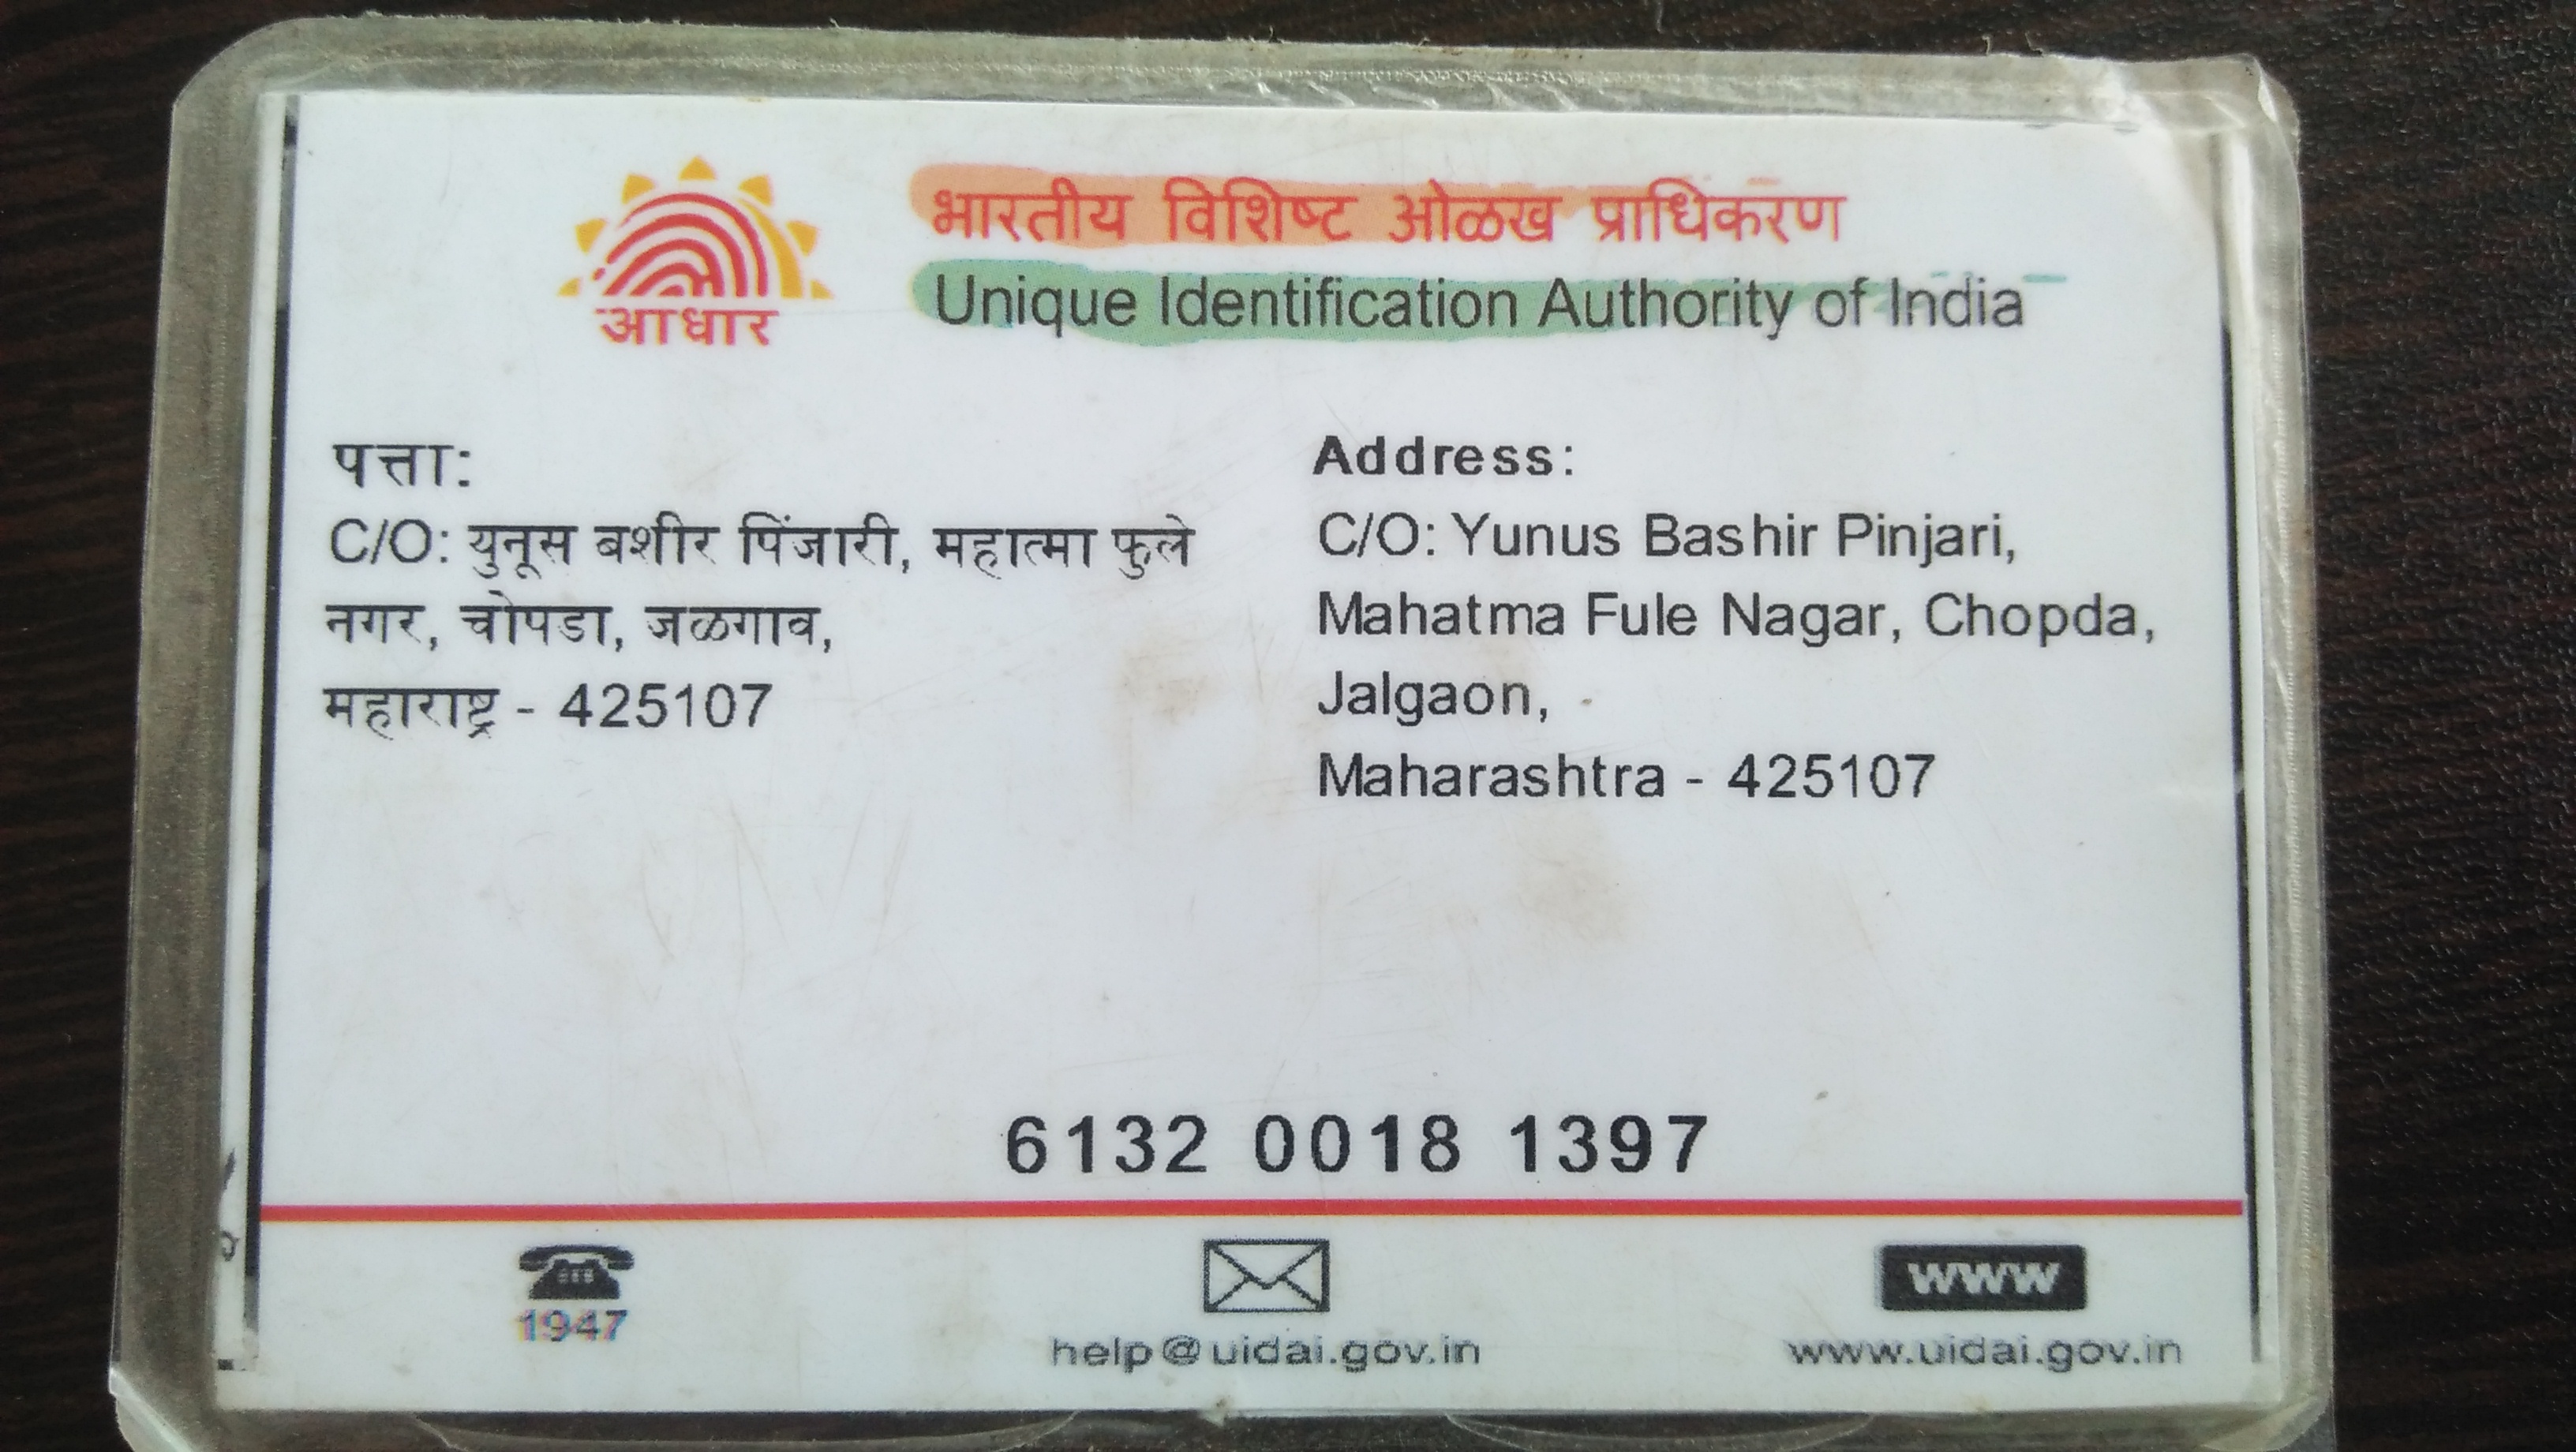 भारतीय विशिष्ट ओळख प्राधिकरण
Unique Identification Authority of India
आधार
पत्ता:
C/O: युनूस बशीर पिंजारी, महात्मा फुले
नगर, चोपडा, जळगाव,
महाराष्ट्र - 425107
Address:
C/O: Yunus Bashir Pinjari,
Mahatma Fule Nagar, Chopda,
Jalgaon,
Maharashtra - 425107
6132 0018 1397
1947
help@uidai.gov.in
www
www.uidai.gov.in